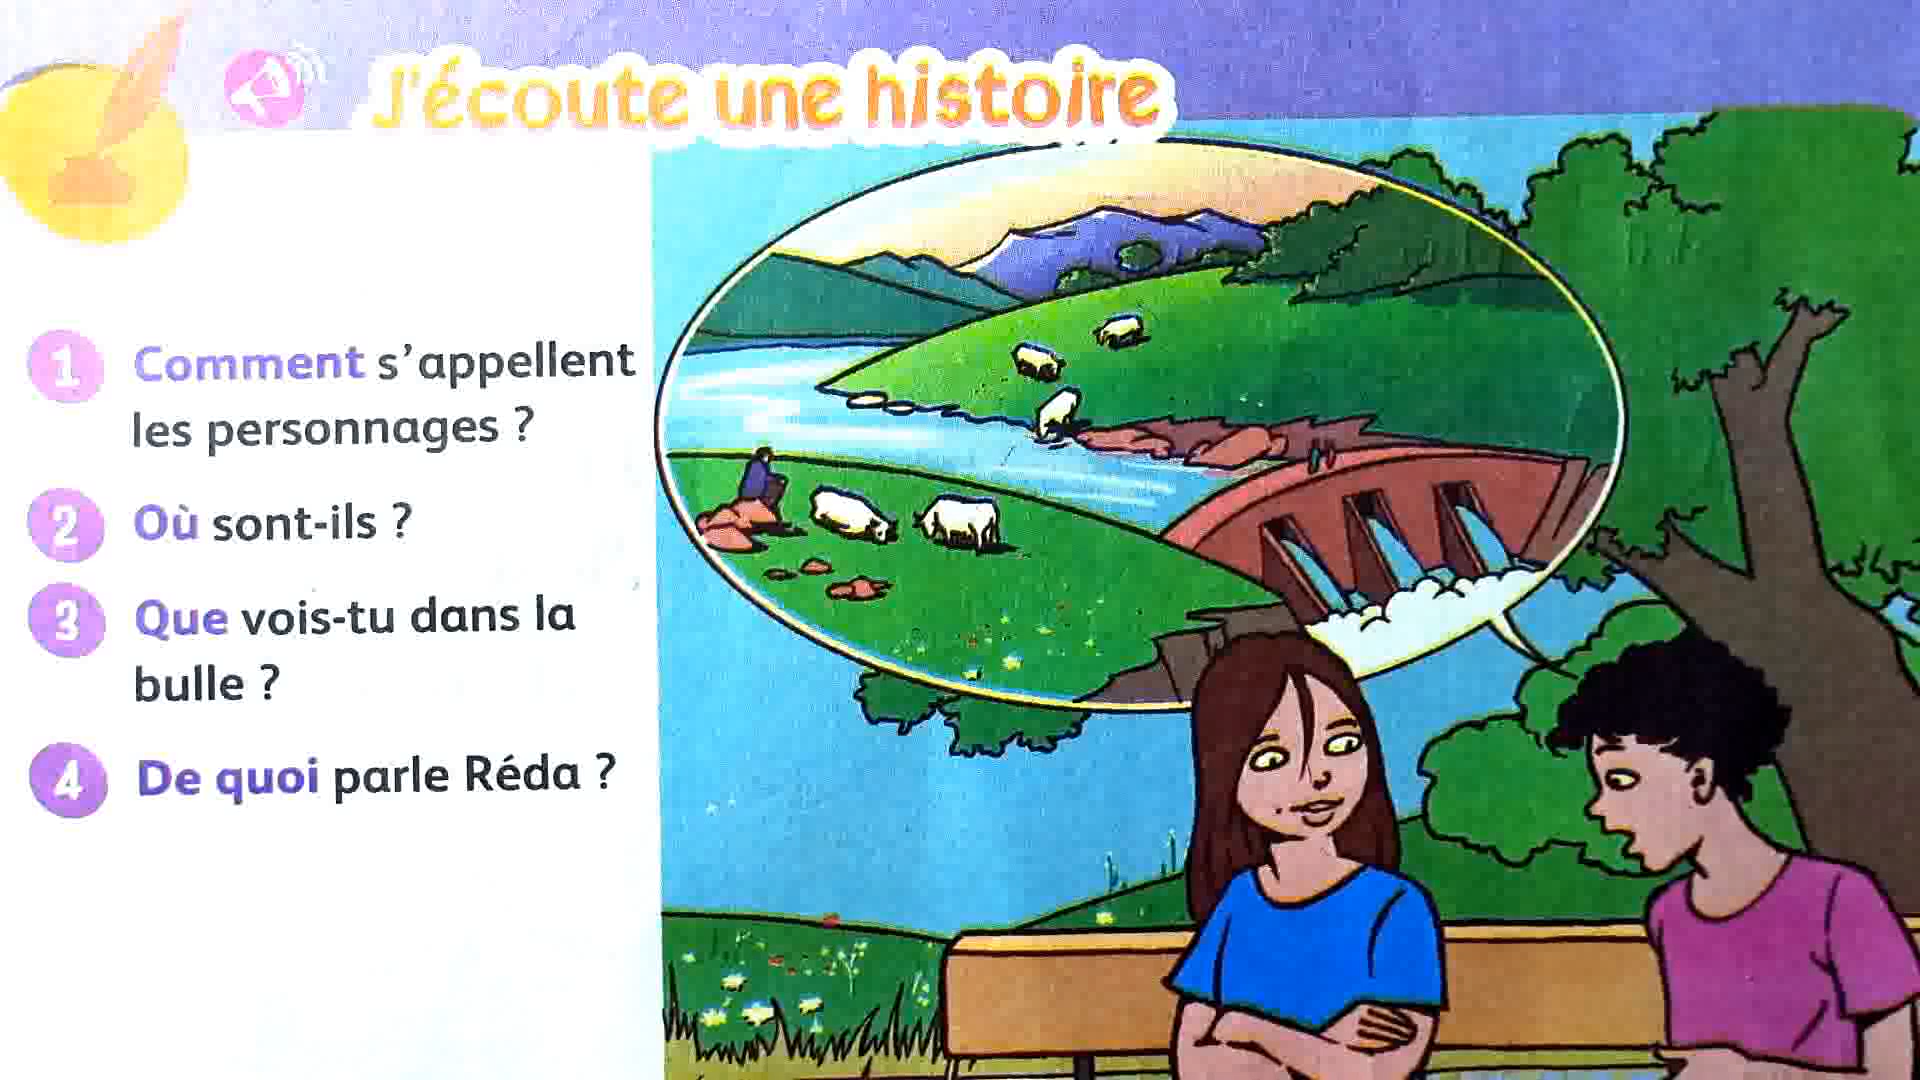 J'écoute une histoire
1 Comment s'appellent
les personnages ?
2 Où sont-ils ?
3 Que vois-tu dans la
bulle ?
4 De quoi parle Réda ?